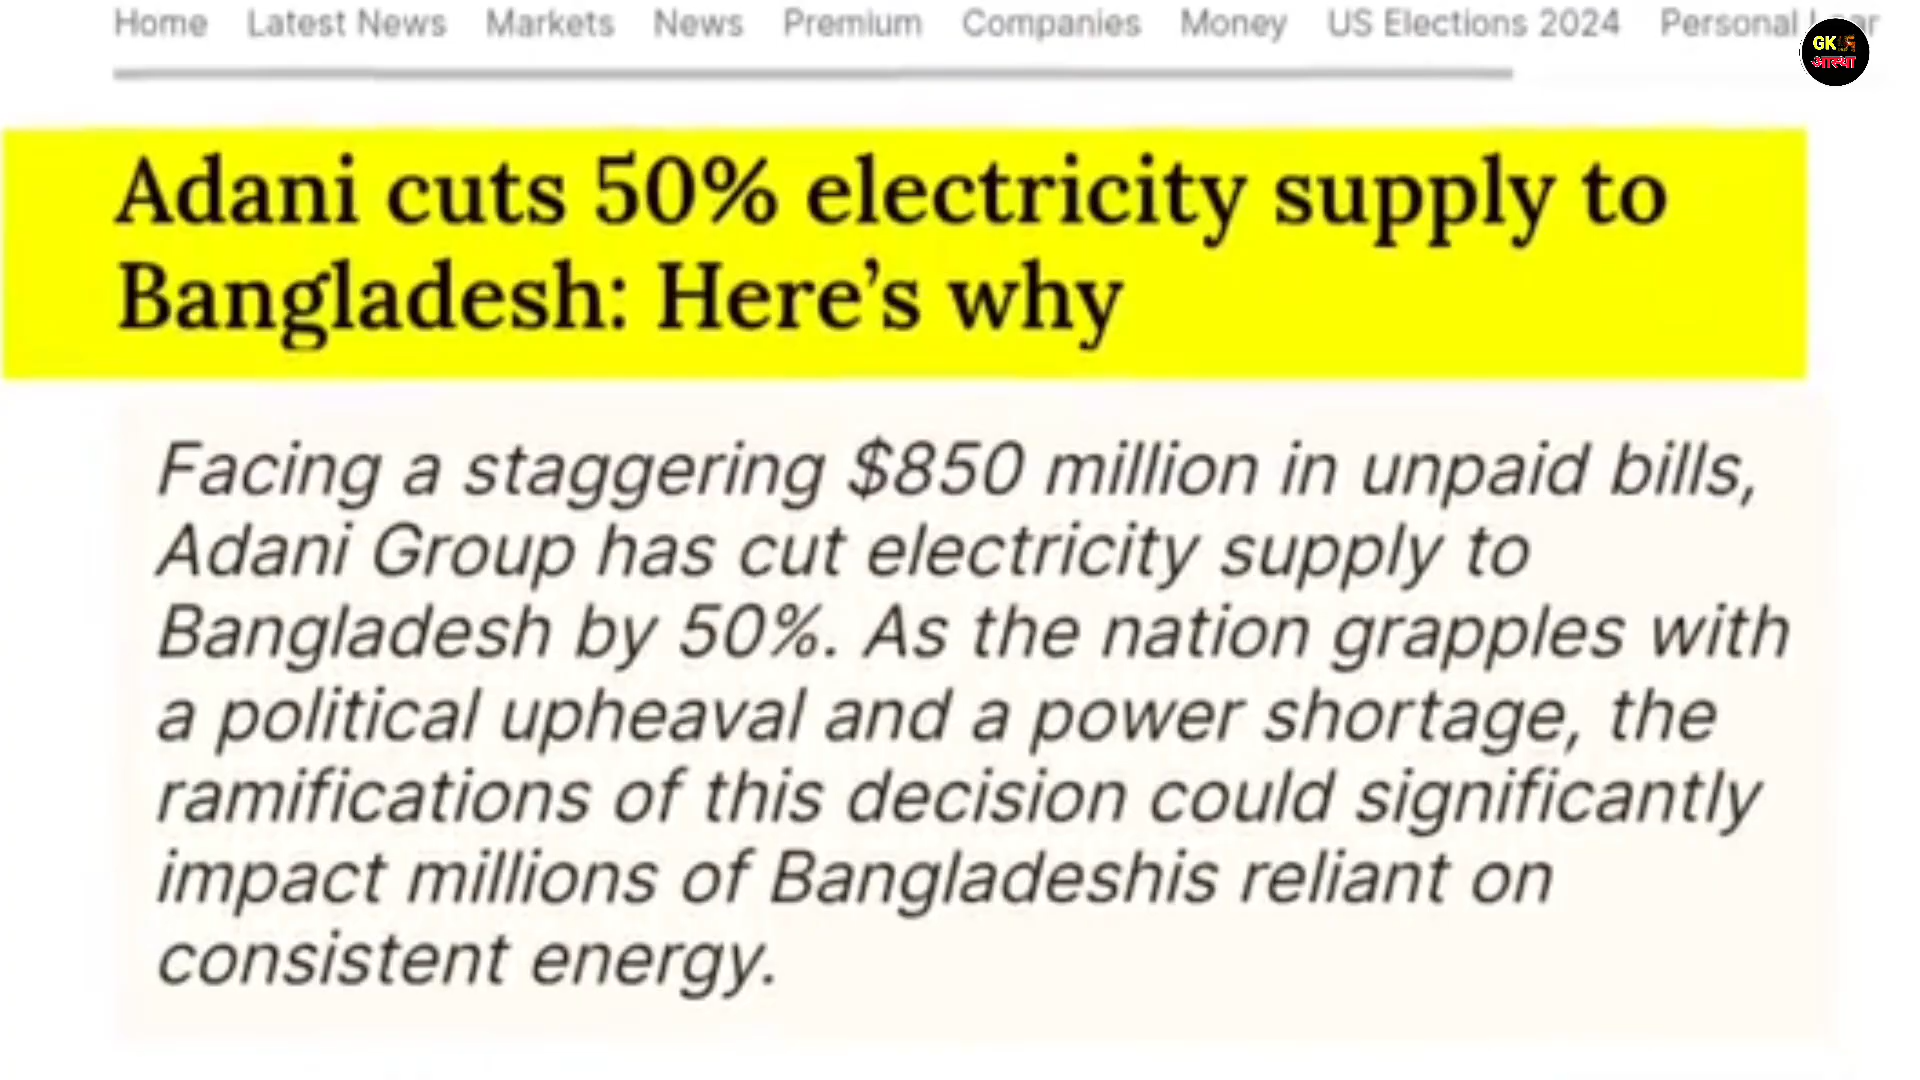 Home Latest News Markets News Premium Companies Money US Elections 2024 Personal
GK
आस्था
Adani cuts 50% electricity supply to
Bangladesh: Here’s why
Facing a staggering $850 million in unpaid bills,
Adani Group has cut electricity supply to
Bangladesh by 50%. As the nation grapples with
a political upheaval and a power shortage, the
ramifications of this decision could significantly
impact millions of Bangladeshis reliant on
consistent energy.